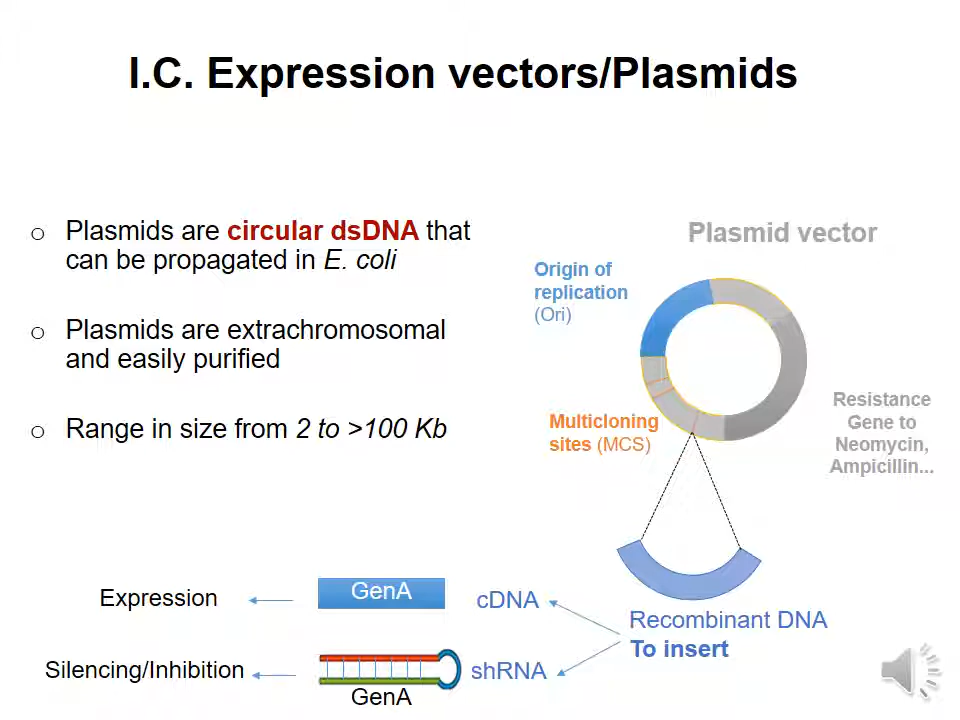 I.C. Expression vectors/Plasmids
o Plasmids are circular dsDNA that
can be propagated in E. coli
o Plasmids are extrachromosomal
and easily purified
o Range in size from 2 to >100 Kb
Plasmid vector
Origin of
replication
(Ori)
Multicloning
sites (MCS)
Resistance
Gene to
Neomycin,
Ampicillin...
Recombinant DNA
To insert
cDNA
GenA
Expression
shRNA
GenA
Silencing/Inhibition